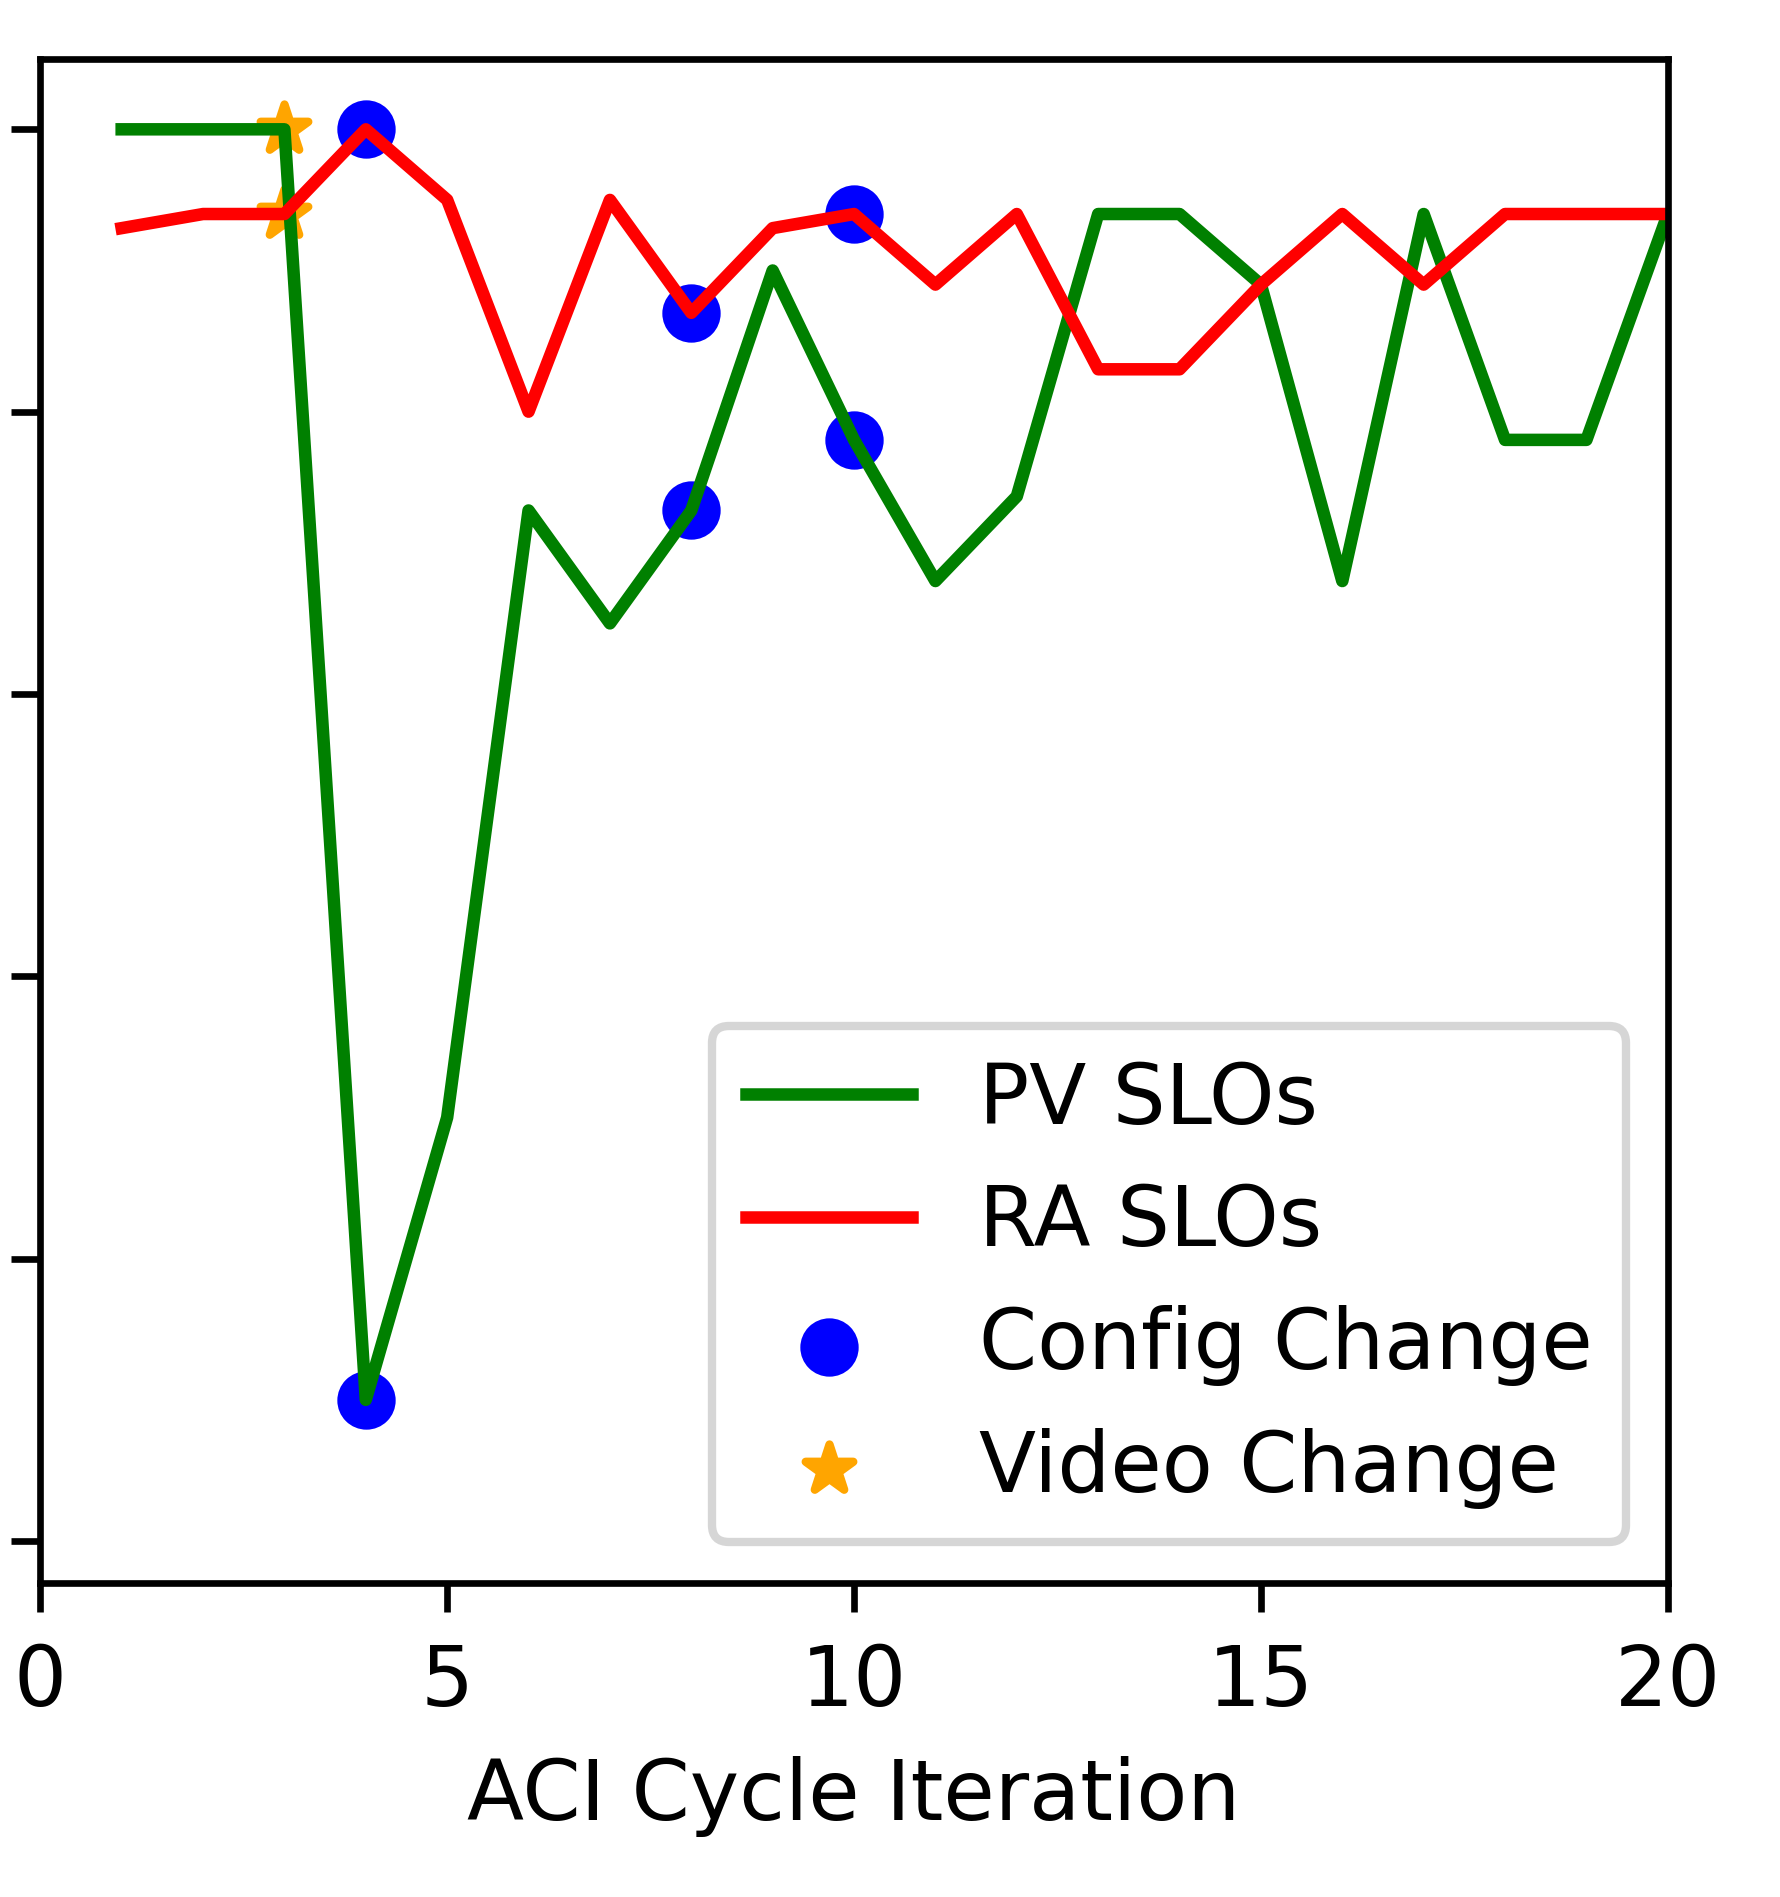 PV SLOs
RA SLOs
Config Change
Video Change
0 5 10 15 20
ACI Cycle Iteration